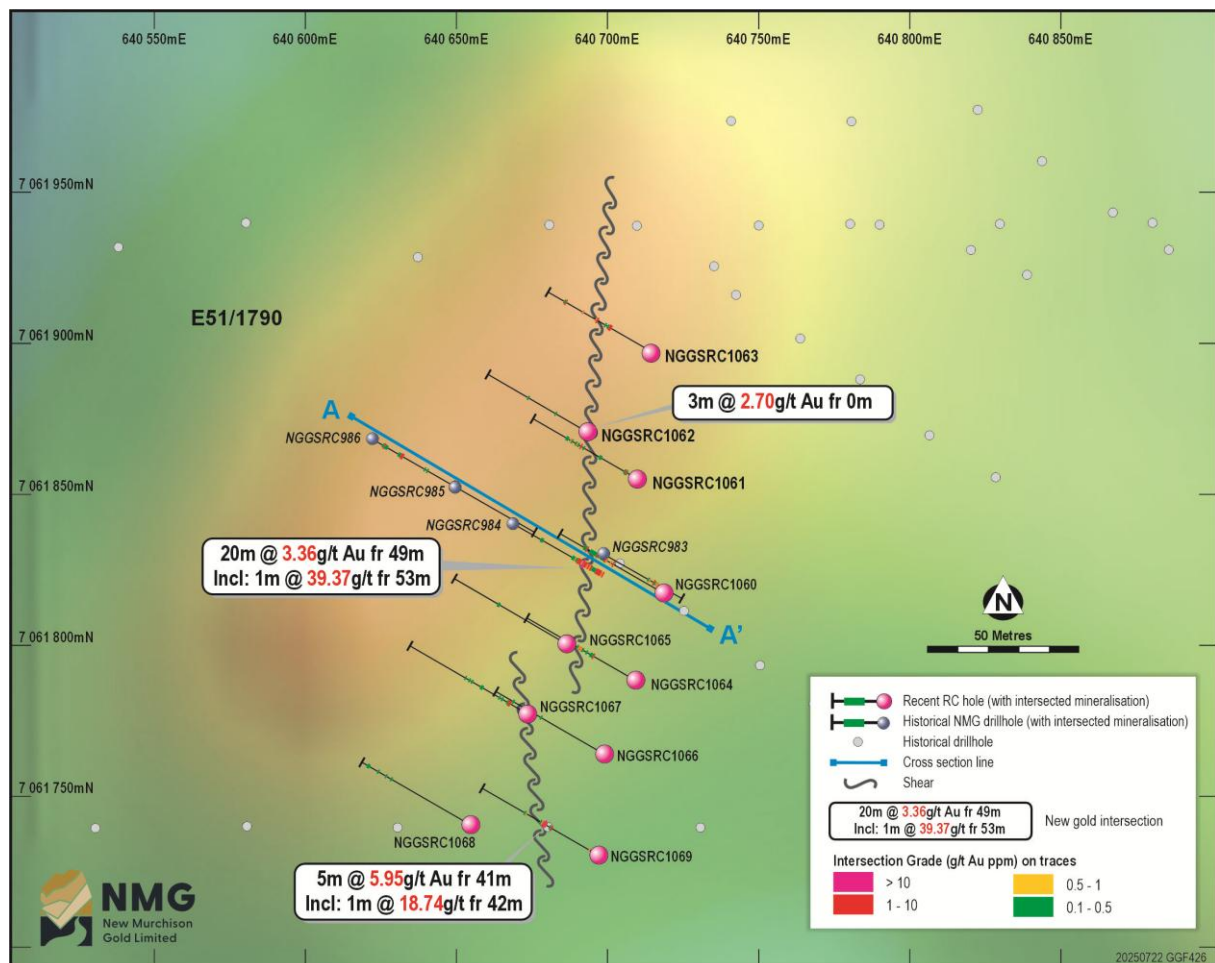 640 550mE
640 600mE
640 650mE
640 700mE
640 750mE
640 800mE
640 850mE
7 061 950mN
7 061 900mN
7 061 850mN
7 061 800mN
7 061 750mN
E51/1790
NGGSRC1063
3m @ 2.70g/t Au fr 0m
NGGSRC1062
NGGSRC1061
A
NGGSRC986
NGGSRC985
NGGSRC984
NGGSRC983
20m @ 3.36g/t Au fr 49m
Incl: 1m @ 39.37g/t fr 53m
NGGSRC1060
A'
NGGSRC1065
NGGSRC1064
NGGSRC1067
NGGSRC1066
NGGSRC1068
NGGSRC1069
5m @ 5.95g/t Au fr 41m
Incl: 1m @ 18.74g/t fr 42m
N
50 Metres
Recent RC hole (with intersected mineralisation)
Historical NMG drillhole (with intersected mineralisation)
Historical drillhole
Cross section line
Shear
20m @ 3.36g/t Au fr 49m
Incl: 1m @ 39.37g/t fr 53m
New gold intersection
Intersection Grade (g/t Au ppm) on traces
> 10
0.5 - 1
1 - 10
0.1 - 0.5
NMG
New Murchison
Gold Limited
20250722 GGF426